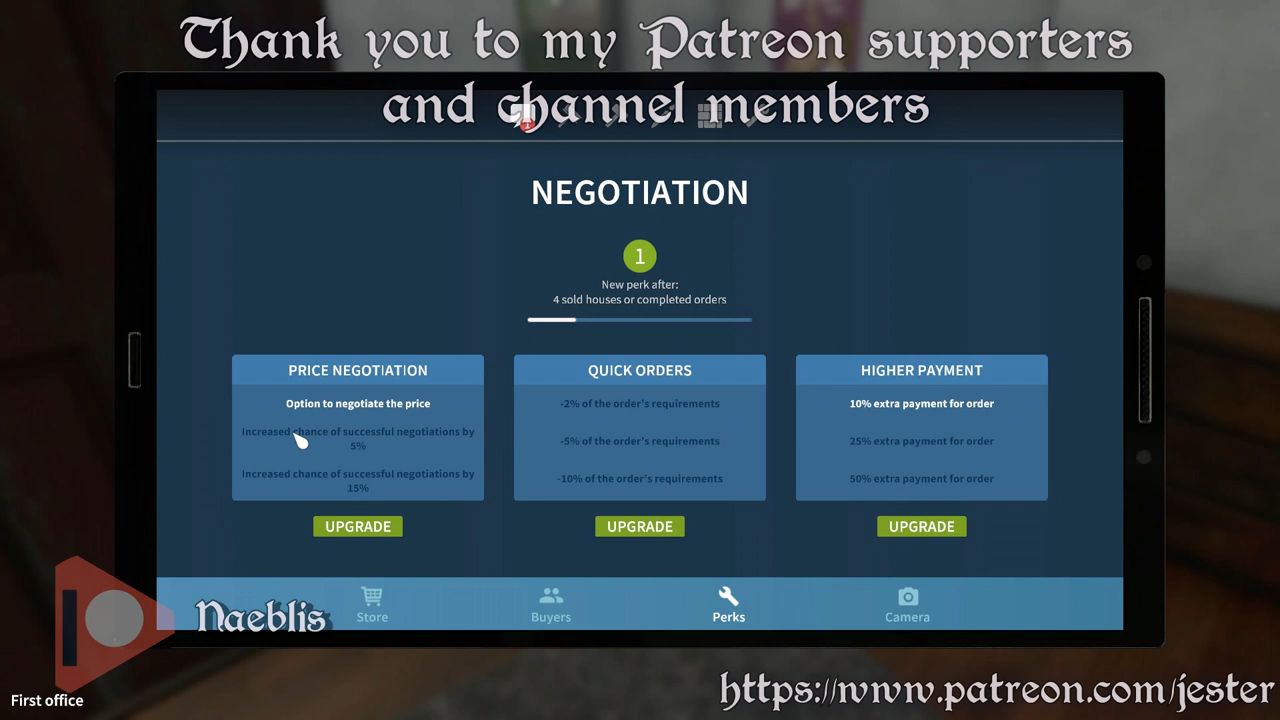 Thank you to my Patreon supporters
and channel members
NEGOTIATION
1
New perk after:
4 sold houses or completed orders
PRICE NEGOTIATION
Option to negotiate the price
Increased chance of successful negotiations by
5%
Increased chance of successful negotiations by
15%
UPGRADE
QUICK ORDERS
-2% of the order's requirements
-5% of the order's requirements
-10% of the order's requirements
UPGRADE
HIGHER PAYMENT
10% extra payment for order
25% extra payment for order
50% extra payment for order
UPGRADE
Store
Buyers
Perks
Camera
Naeblis
First office
https://www.patreon.com/jester